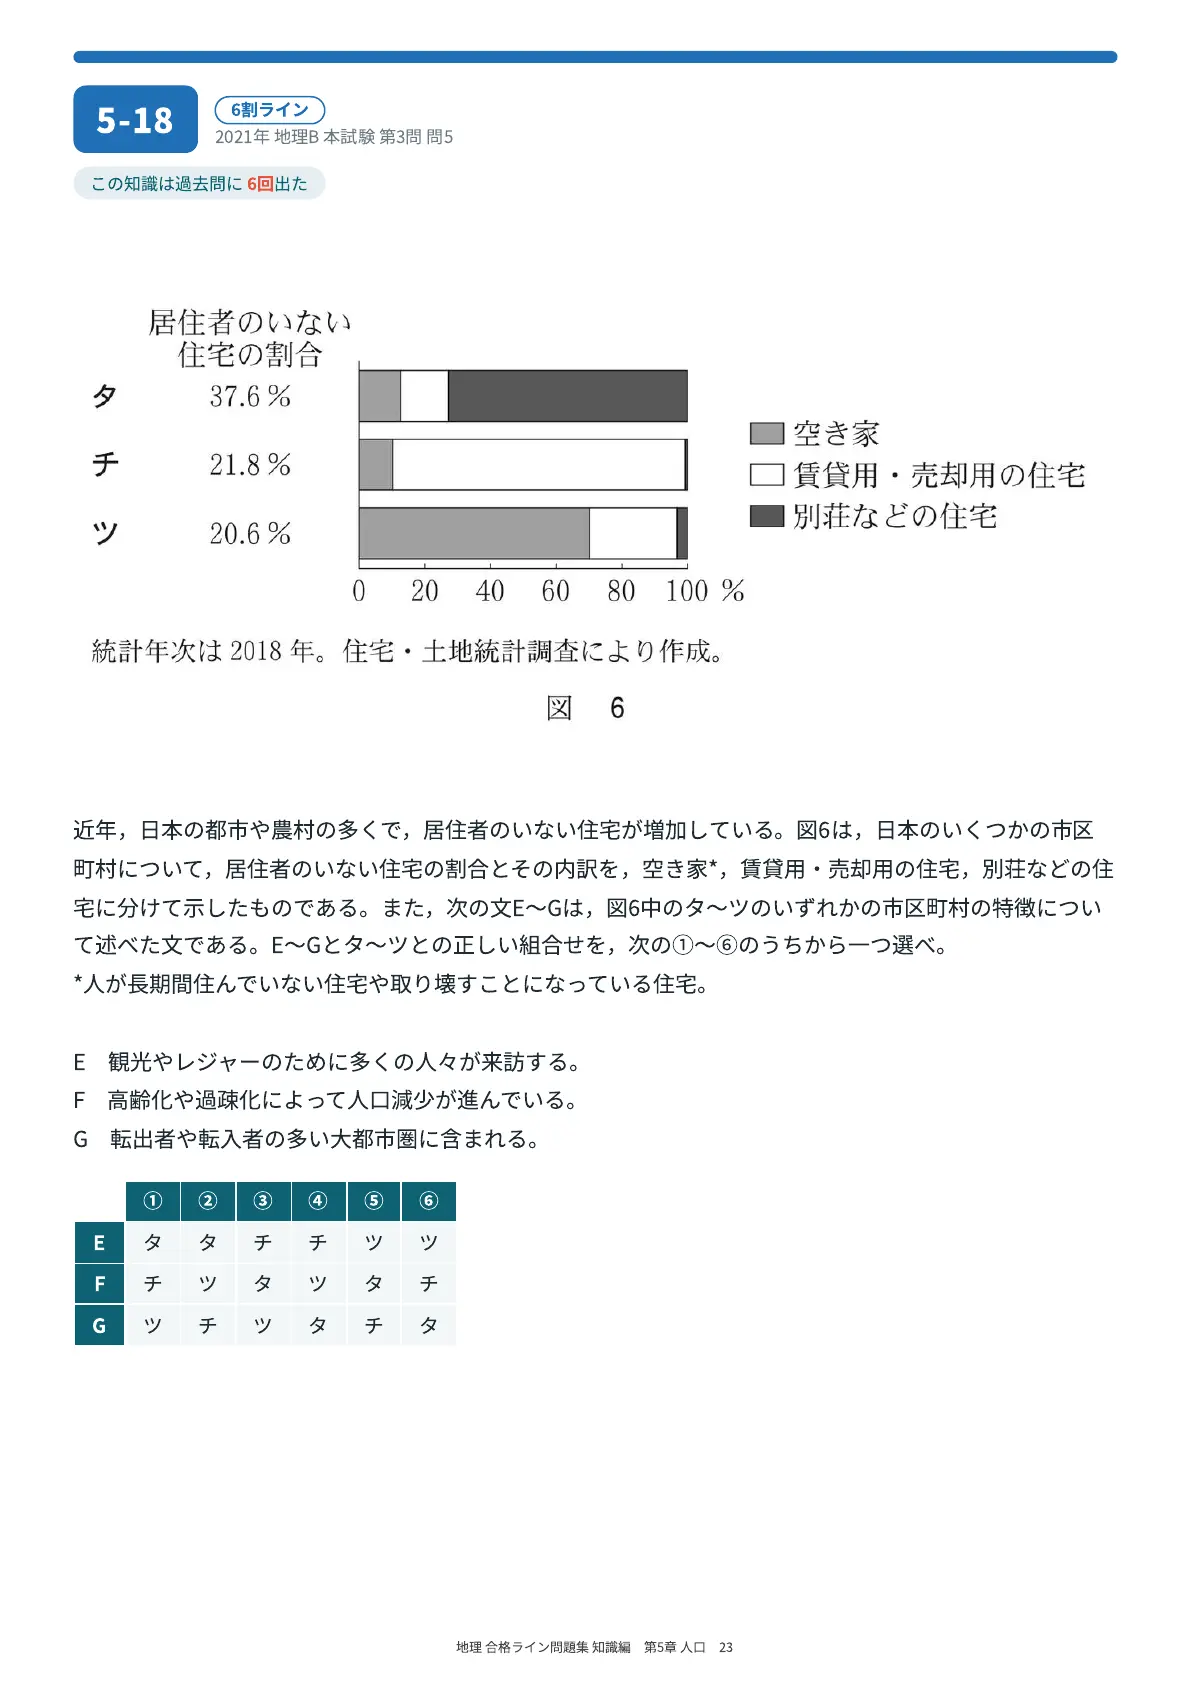 5-18
6割ライン
2021年 地理B 本試験 第3問 問5
この知識は過去問に 6回出た
居住者のいない
住宅の割合
タ 37.6 %
チ 21.8 %
ツ 20.6 %
空き家
賃貸用・売却用の住宅
別荘などの住宅
0 20 40 60 80 100 %
統計年次は 2018 年。住宅・土地統計調査により作成。
図 6
近年，日本の都市や農村の多くで，居住者のいない住宅が増加している。図6は，日本のいくつかの市区
町村について，居住者のいない住宅の割合とその内訳を，空き家*，賃貸用・売却用の住宅，別荘などの住
宅に分けて示したものである。また，次の文E～Gは，図6中のタ～ツのいずれかの市区町村の特徴につい
て述べた文である。E～Gとタ～ツとの正しい組合せを，次の①～⑥のうちから一つ選べ。
*人が長期間住んでいない住宅や取り壊すことになっている住宅。
E　観光やレジャーのために多くの人々が来訪する。
F　高齢化や過疎化によって人口減少が進んでいる。
G　転出者や転入者の多い大都市圏に含まれる。
① ② ③ ④ ⑤ ⑥
E タ タ チ チ ツ ツ
F チ ツ タ ツ タ チ
G ツ チ ツ タ チ タ
地理 合格ライン問題集 知識編　第5章 人口　23